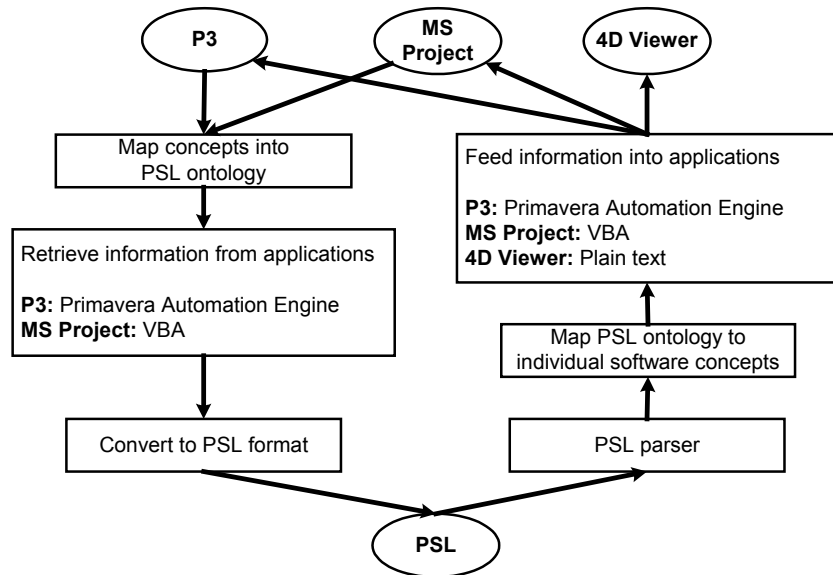 P3
MS
Project
4D Viewer
Map concepts into
PSL ontology
Retrieve information from applications
P3: Primavera Automation Engine
MS Project: VBA
Convert to PSL format
PSL
PSL parser
Map PSL ontology to
individual software concepts
Feed information into applications
P3: Primavera Automation Engine
MS Project: VBA
4D Viewer: Plain text